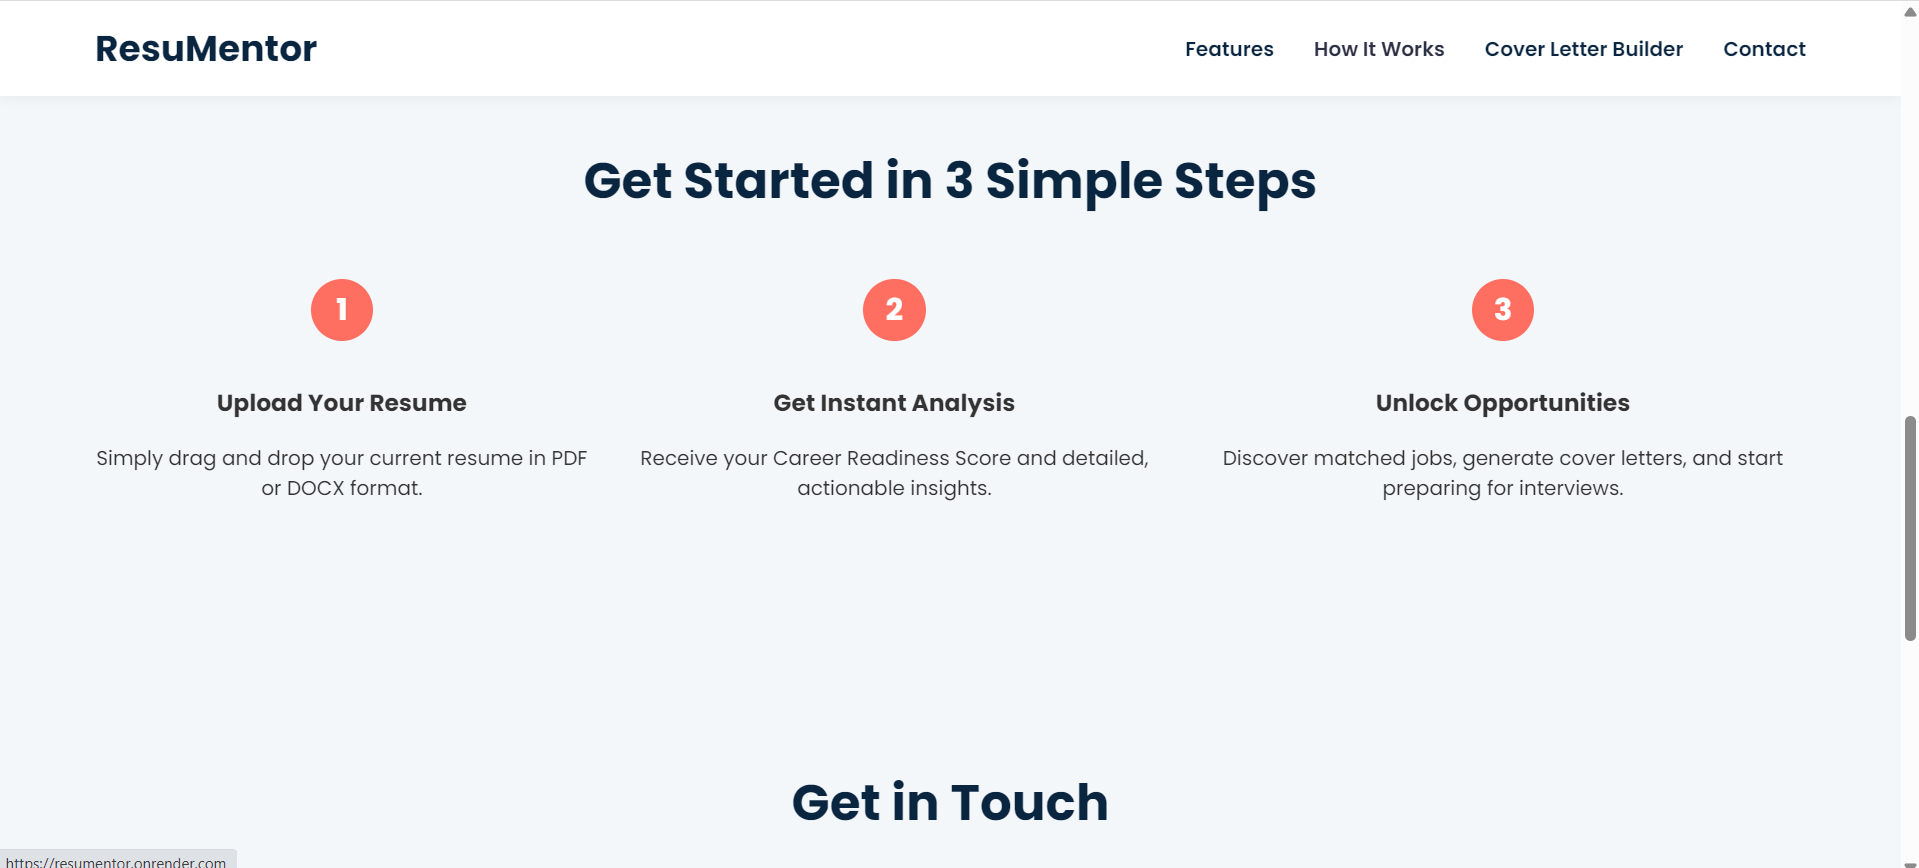 ResuMentor
Features
How It Works
Cover Letter Builder
Contact
Get Started in 3 Simple Steps
1
Upload Your Resume
Simply drag and drop your current resume in PDF
or DOCX format.
2
Get Instant Analysis
Receive your Career Readiness Score and detailed,
actionable insights.
3
Unlock Opportunities
Discover matched jobs, generate cover letters, and start
preparing for interviews.
Get in Touch
https://resumentor.onrender.com